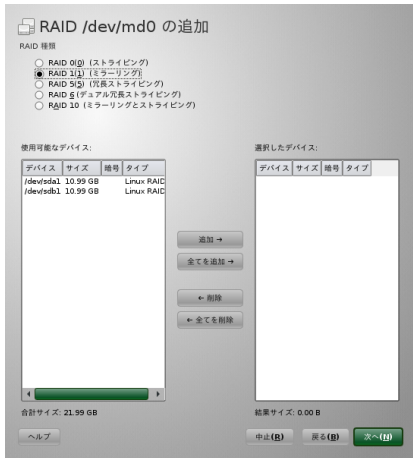 RAID /dev/md0 の追加
RAID 種類
RAID 0(0) (ストライピング)
RAID 1(1) (ミラーリング)
RAID 5(5) (冗長ストライピング)
RAID 6 (デュアル冗長ストライピング)
RAID 10 (ミラーリングとストライピング)
使用可能なデバイス:
デバイス サイズ 暗号 タイプ
/dev/sda1 10.99 GB Linux RAID
/dev/sdb1 10.99 GB Linux RAID
合計サイズ: 21.99 GB
追加 →
全てを追加 →
← 削除
← 全てを削除
選択したデバイス:
デバイス サイズ 暗号 タイプ
結果サイズ: 0.00 B
ヘルプ
中止(R)
戻る(B)
次へ(N)